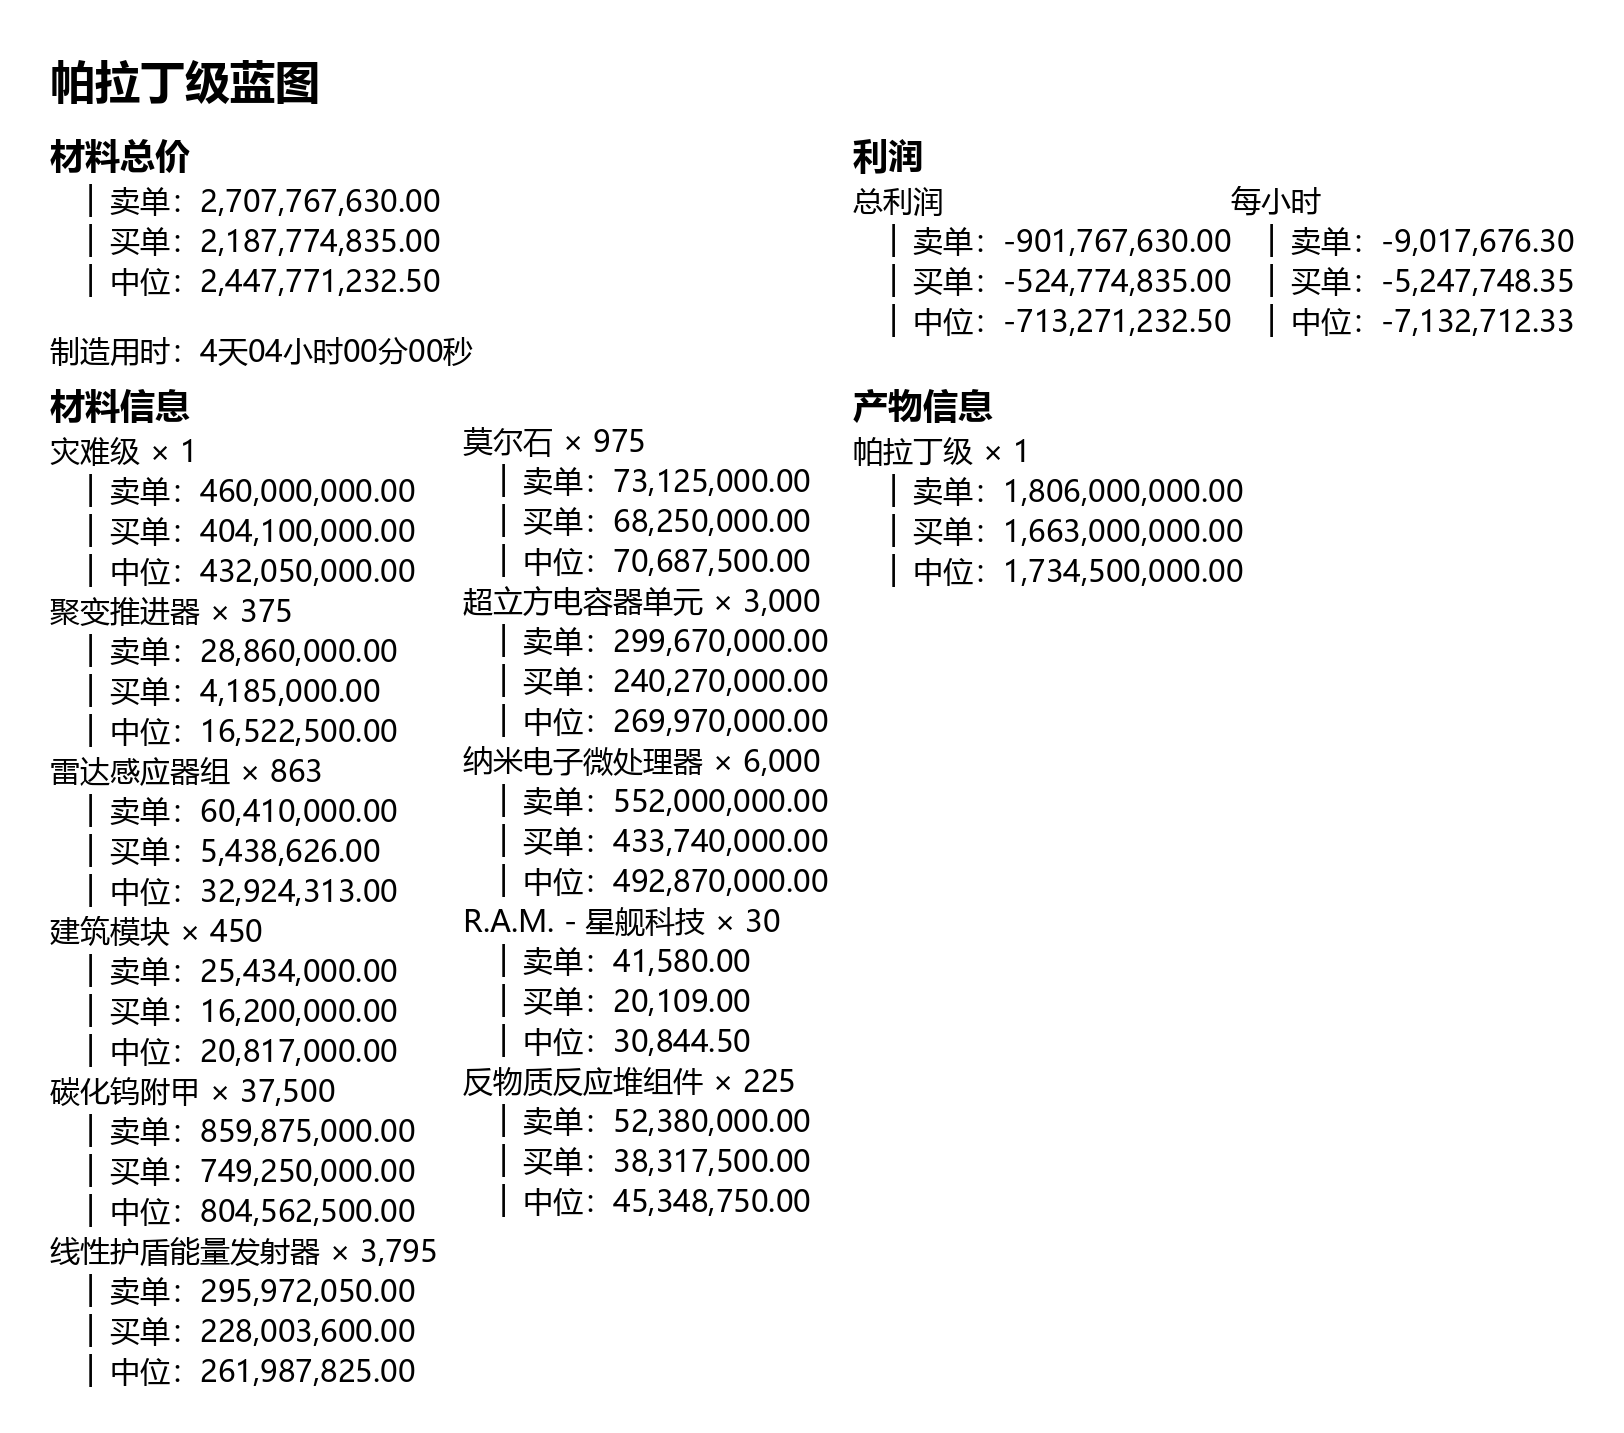 帕拉丁级蓝图
材料总价
| 卖单：2,707,767,630.00
| 买单：2,187,774,835.00
| 中位：2,447,771,232.50
制造用时：4天04小时00分00秒
利润
总利润
| 卖单：-901,767,630.00
| 买单：-524,774,835.00
| 中位：-713,271,232.50
每小时
| 卖单：-9,017,676.30
| 买单：-5,247,748.35
| 中位：-7,132,712.33
材料信息
灾难级 × 1
| 卖单：460,000,000.00
| 买单：404,100,000.00
| 中位：432,050,000.00
聚变推进器 × 375
| 卖单：28,860,000.00
| 买单：4,185,000.00
| 中位：16,522,500.00
雷达感应器组 × 863
| 卖单：60,410,000.00
| 买单：5,438,626.00
| 中位：32,924,313.00
建筑模块 × 450
| 卖单：25,434,000.00
| 买单：16,200,000.00
| 中位：20,817,000.00
碳化钨附甲 × 37,500
| 卖单：859,875,000.00
| 买单：749,250,000.00
| 中位：804,562,500.00
线性护盾能量发射器 × 3,795
| 卖单：295,972,050.00
| 买单：228,003,600.00
| 中位：261,987,825.00
莫尔石 × 975
| 卖单：73,125,000.00
| 买单：68,250,000.00
| 中位：70,687,500.00
超立方电容器单元 × 3,000
| 卖单：299,670,000.00
| 买单：240,270,000.00
| 中位：269,970,000.00
纳米电子微处理器 × 6,000
| 卖单：552,000,000.00
| 买单：433,740,000.00
| 中位：492,870,000.00
R.A.M. - 星舰科技 × 30
| 卖单：41,580.00
| 买单：20,109.00
| 中位：30,844.50
反物质反应堆组件 × 225
| 卖单：52,380,000.00
| 买单：38,317,500.00
| 中位：45,348,750.00
产物信息
帕拉丁级 × 1
| 卖单：1,806,000,000.00
| 买单：1,663,000,000.00
| 中位：1,734,500,000.00